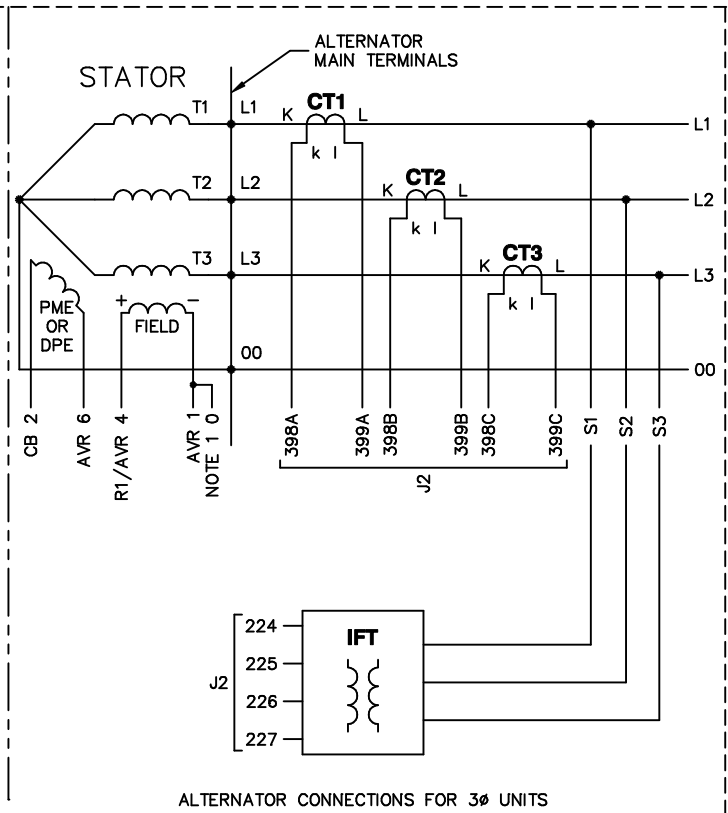 ALTERNATOR
MAIN TERMINALS
STATOR
T1 L1 K CT1 L L1
k l
T2 L2 K CT2 L L2
k l
T3 L3 K CT3 L L3
k l
PME
OR
DPE
+ −
FIELD
00 00
CB 2
AVR 6
R1/AVR 4
AVR 1
NOTE 1 0
398A
399A
398B
399B
398C
399C
S1
S2
S3
J2
IFT
J2
224
225
226
227
ALTERNATOR CONNECTIONS FOR 3Ø UNITS